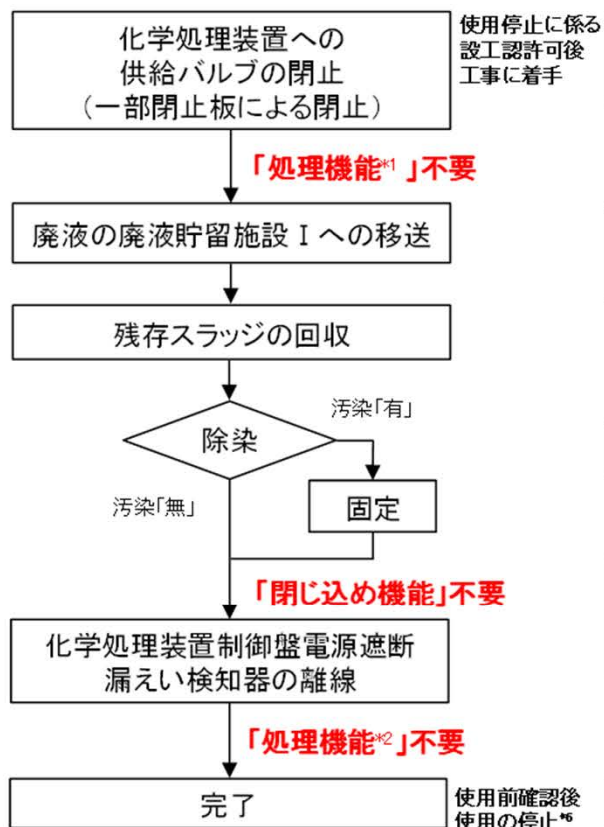 化学処理装置への
供給バルブの閉止
(一部閉止板による閉止)
使用停止に係る
設工認許可後
工事に着手
「処理機能*1」不要
廃液の廃液貯留施設Ⅰへの移送
残存スラッジの回収
除染
汚染「有」
汚染「無」
固定
「閉じ込め機能」不要
化学処理装置制御盤電源遮断
漏えい検知器の離線
「処理機能*2」不要
完了
使用前確認後
使用の停止*6